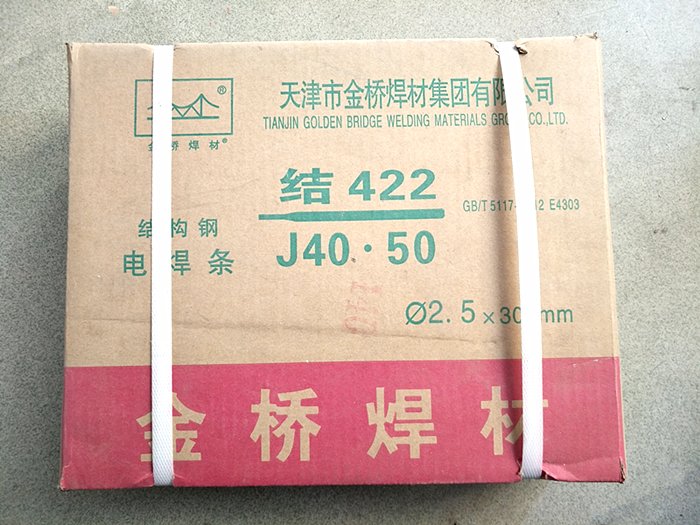 ®
金桥焊材®
天津市金桥焊材集团有限公司
TIANJIN GOLDEN BRIDGE WELDING MATERIALS GRO CO.,LTD.
结 422
GB/T 5117- 12 E4303
J40·50
结构钢
电焊条
Ø2.5×30 mm
金桥焊材